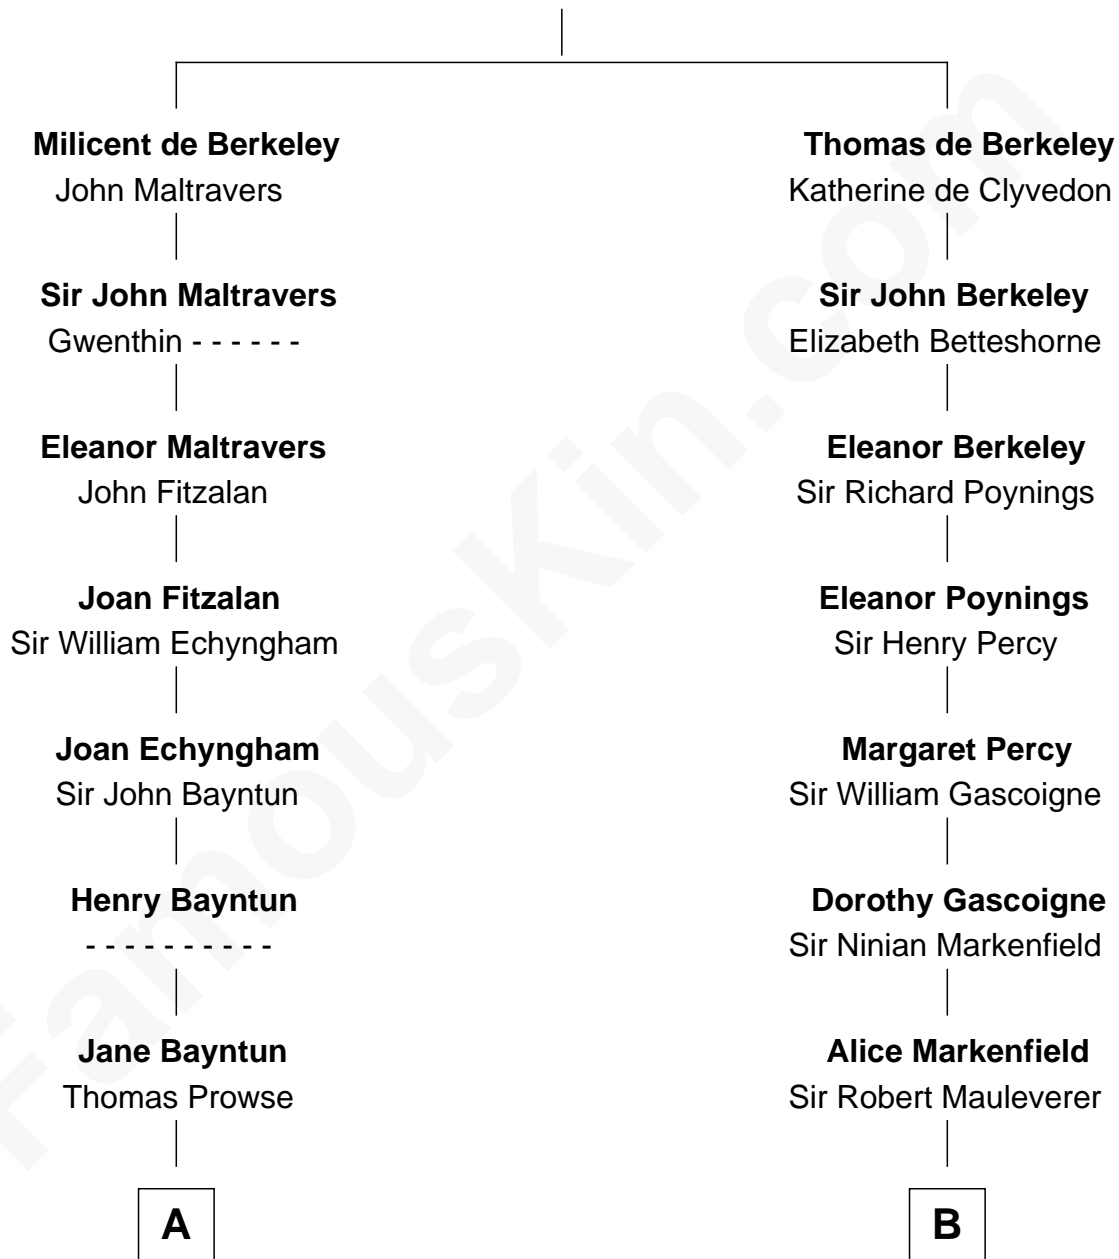 Milicent de Berkeley
John Maltravers
Sir John Maltravers
Gwenthin - - - - - -
Eleanor Maltravers
John Fitzalan
Joan Fitzalan
Sir William Echyngham
Joan Echyngham
Sir John Bayntun
Henry Bayntun
- - - - - - - - - -
Jane Bayntun
Thomas Prowse
A
Thomas de Berkeley
Katherine de Clyvedon
Sir John Berkeley
Elizabeth Betteshorne
Eleanor Berkeley
Sir Richard Poynings
Eleanor Poynings
Sir Henry Percy
Margaret Percy
Sir William Gascoigne
Dorothy Gascoigne
Sir Ninian Markenfield
Alice Markenfield
Sir Robert Mauleverer
B
FamousKin.com